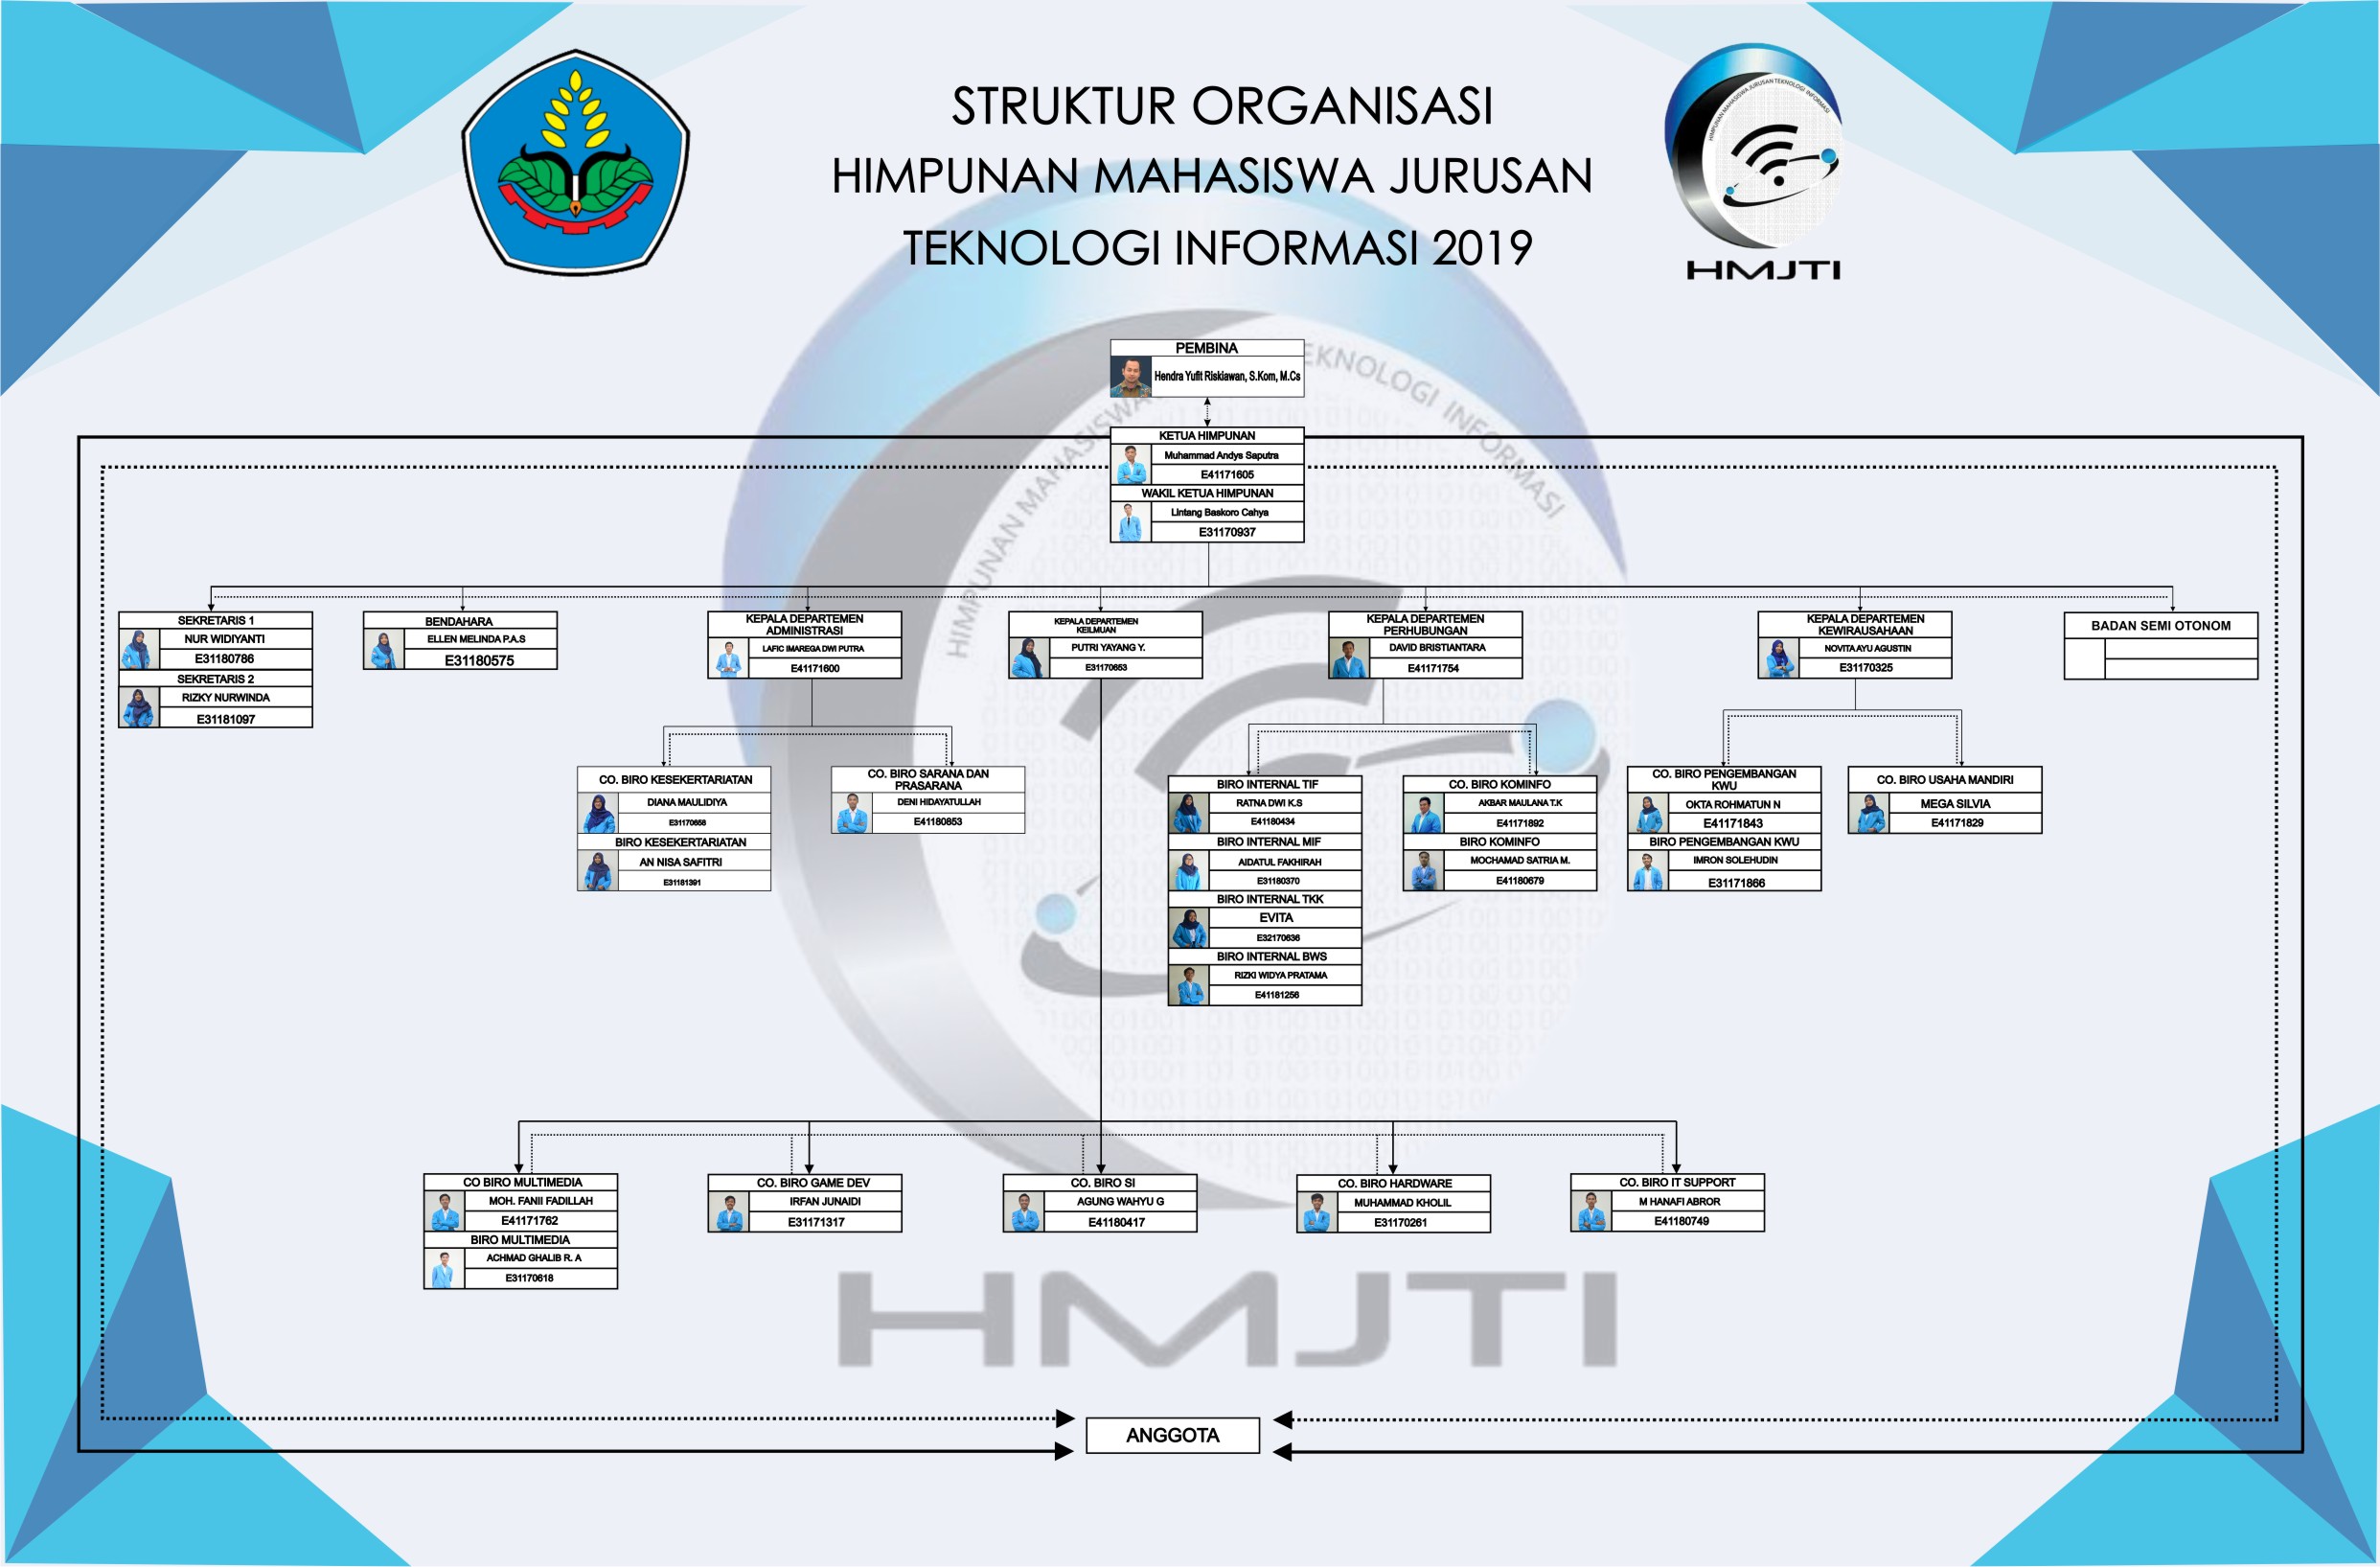 STRUKTUR ORGANISASI
HIMPUNAN MAHASISWA JURUSAN
TEKNOLOGI INFORMASI 2019
HIMPUNAN MAHASISWA JURUSAN TEKNOLOGI INFORMASI
HMJTI
PEMBINA
Hendra Yufit Riskiawan, S.Kom, M.Cs
KETUA HIMPUNAN
Muhammad Andys Saputra
E41171605
WAKIL KETUA HIMPUNAN
Lintang Baskoro Cahya
E31170937
SEKRETARIS 1
NUR WIDIYANTI
E31180786
SEKRETARIS 2
RIZKY NURWINDA
E31181097
BENDAHARA
ELLEN MELINDA P.A.S
E31180575
KEPALA DEPARTEMEN
ADMINISTRASI
LAFIC IMAREGA DWI PUTRA
E41171600
KEPALA DEPARTEMEN
KEILMUAN
PUTRI YAYANG Y.
E31170653
KEPALA DEPARTEMEN
PERHUBUNGAN
DAVID BRISTIANTARA
E41171754
KEPALA DEPARTEMEN
KEWIRAUSAHAAN
NOVITA AYU AGUSTIN
E31170325
BADAN SEMI OTONOM
CO. BIRO KESEKERTARIATAN
DIANA MAULIDIYA
E31170658
BIRO KESEKERTARIATAN
AN NISA SAFITRI
E31181391
CO. BIRO SARANA DAN
PRASARANA
DENI HIDAYATULLAH
E41180853
BIRO INTERNAL TIF
RATNA DWI K.S
E41180434
BIRO INTERNAL MIF
AIDATUL FAKHIRAH
E31180370
BIRO INTERNAL TKK
EVITA
E32170636
BIRO INTERNAL BWS
RIZKI WIDYA PRATAMA
E41181256
CO. BIRO KOMINFO
AKBAR MAULANA T.K
E41171892
BIRO KOMINFO
MOCHAMAD SATRIA M.
E41180679
CO. BIRO PENGEMBANGAN
KWU
OKTA ROHMATUN N
E41171843
BIRO PENGEMBANGAN KWU
IMRON SOLEHUDIN
E31171866
CO. BIRO USAHA MANDIRI
MEGA SILVIA
E41171829
CO BIRO MULTIMEDIA
MOH. FANII FADILLAH
E41171762
BIRO MULTIMEDIA
ACHMAD GHALIB R. A
E31170618
CO. BIRO GAME DEV
IRFAN JUNAIDI
E31171317
CO. BIRO SI
AGUNG WAHYU G
E41180417
CO. BIRO HARDWARE
MUHAMMAD KHOLIL
E31170261
CO. BIRO IT SUPPORT
M HANAFI ABROR
E41180749
HIMPUNAN MAHASISWA TEKNOLOGI INFORMASI
HMJTI
ANGGOTA